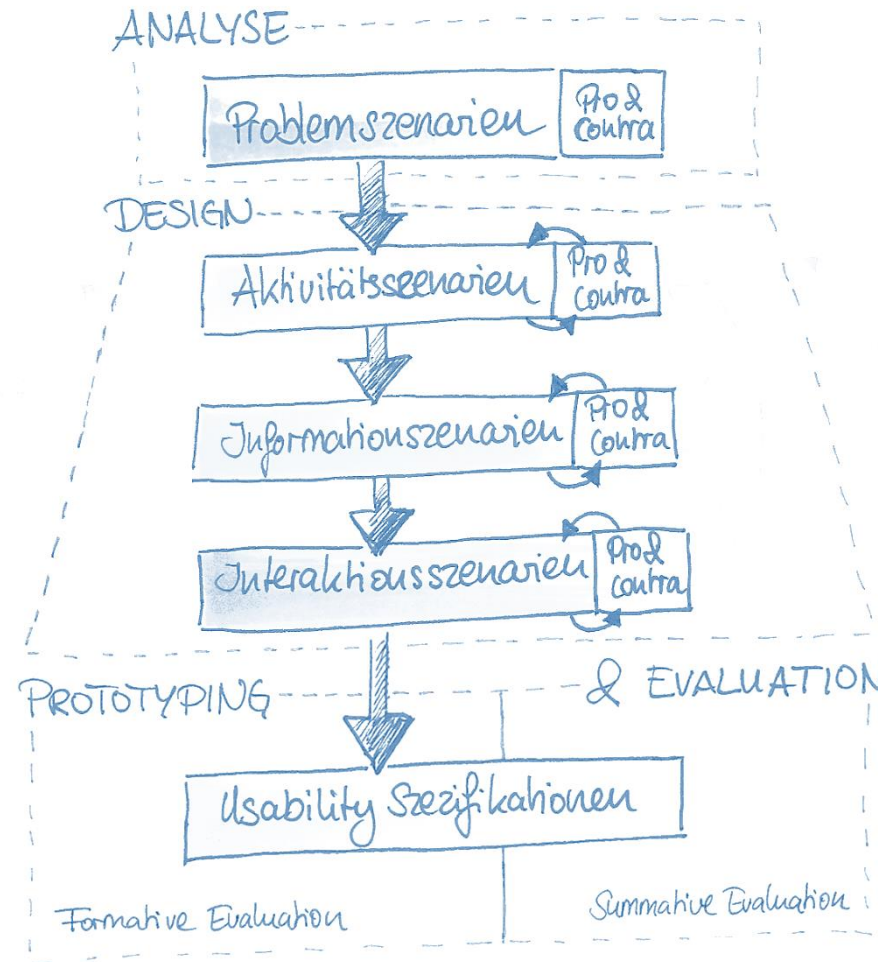 ANALYSE
Problemszenarien
Pro &
Contra
DESIGN
Aktivitätsszenarien
Pro &
Contra
Informationszenarien
Pro &
Contra
Interaktionsszenarien
Pro &
Contra
PROTOTYPING & EVALUATION
Usability Szezifikationen
Formative Evaluation
Summative Evaluation